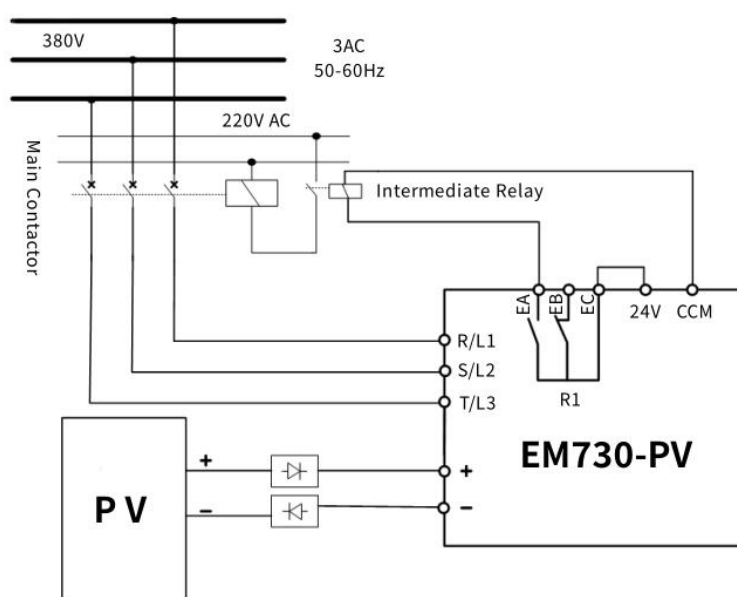 380V
3AC
50-60Hz
220V AC
Main Contactor
Intermediate Relay
EA
EB
EC
24V
CCM
R/L1
S/L2
T/L3
R1
EM730-PV
+
−
PV
+
−